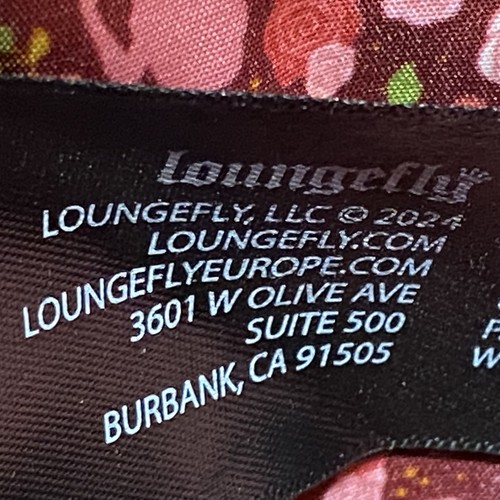 loungefly
LOUNGEFLY, LLC © 2024
LOUNGEFLY.COM
LOUNGEFLYEUROPE.COM
3601 W OLIVE AVE
SUITE 500
BURBANK, CA 91505